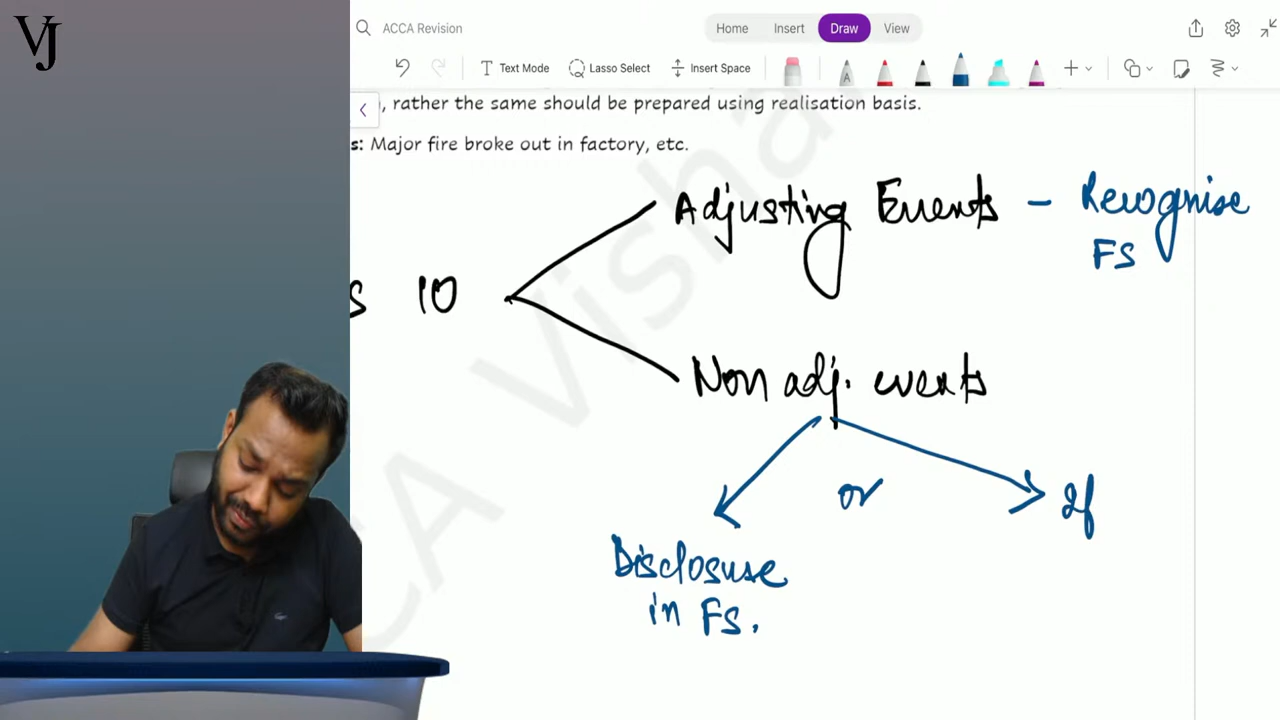 VJ
ACCA Revision
Home Insert Draw View
Text Mode Lasso Select Insert Space
, rather the same should be prepared using realisation basis.
s: Major fire broke out in factory, etc.
Adjusting Events - Recognise
FS
s 10
Non adj. events
or
If
Disclosure
in FS.
CA Visha